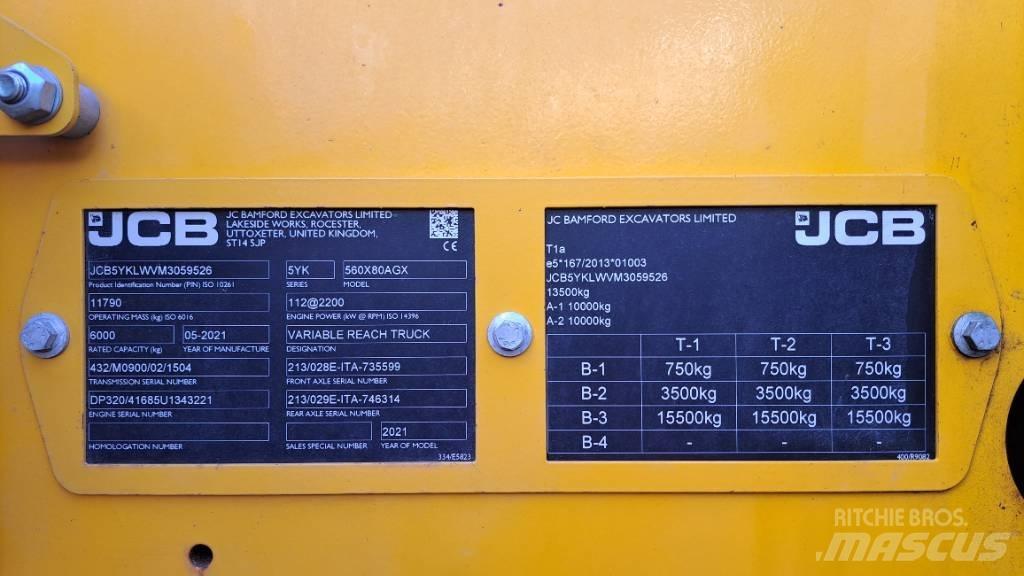 JCB
JC BAMFORD EXCAVATORS LIMITED
LAKESIDE WORKS, ROCESTER,
UTTOXETER, UNITED KINGDOM,
ST14 5JP
CE
JCB5YKLWVM3059526 5YK 560X80AGX
Product Identification Number (PIN) ISO 10261 SERIES MODEL
11790 112@2200
OPERATING MASS (kg) ISO 6016 ENGINE POWER (kW @ RPM) ISO 14396
6000 05-2021 VARIABLE REACH TRUCK
RATED CAPACITY (kg) YEAR OF MANUFACTURE DESIGNATION
432/M0900/02/1504 213/028E-ITA-735599
TRANSMISSION SERIAL NUMBER FRONT AXLE SERIAL NUMBER
DP320/41685U1343221 213/029E-ITA-746314
ENGINE SERIAL NUMBER REAR AXLE SERIAL NUMBER
2021
HOMOLOGATION NUMBER SALES SPECIAL NUMBER YEAR OF MODEL
334/E5823
JC BAMFORD EXCAVATORS LIMITED
JCB
T1a
e5*167/2013*01003
JCB5YKLWVM3059526
13500kg
A-1 10000kg
A-2 10000kg
T-1 T-2 T-3
B-1 750kg 750kg 750kg
B-2 3500kg 3500kg 3500kg
B-3 15500kg 15500kg 15500kg
B-4 - - -
400/R9082
RITCHIE BROS.
MASCUS